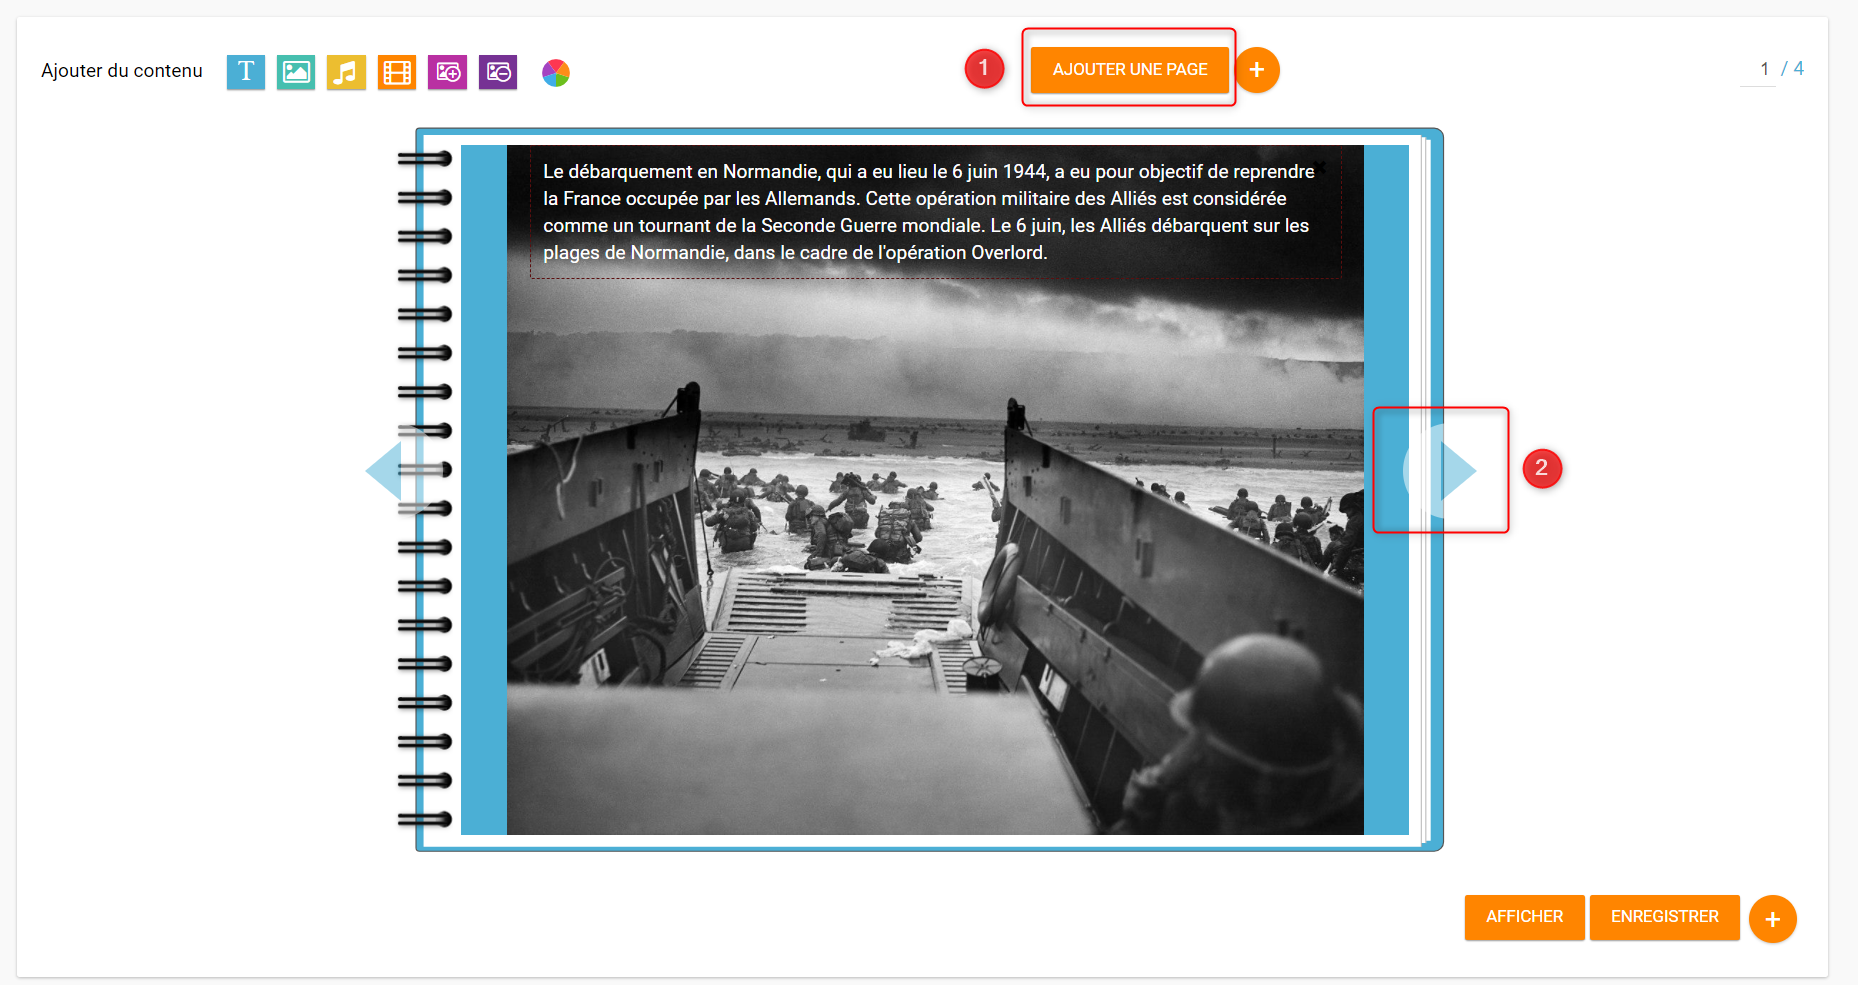 Ajouter du contenu
T
1
AJOUTER UNE PAGE
+
1 / 4
Le débarquement en Normandie, qui a eu lieu le 6 juin 1944, a eu pour objectif de reprendre
la France occupée par les Allemands. Cette opération militaire des Alliés est considérée
comme un tournant de la Seconde Guerre mondiale. Le 6 juin, les Alliés débarquent sur les
plages de Normandie, dans le cadre de l'opération Overlord.
2
AFFICHER
ENREGISTRER
+